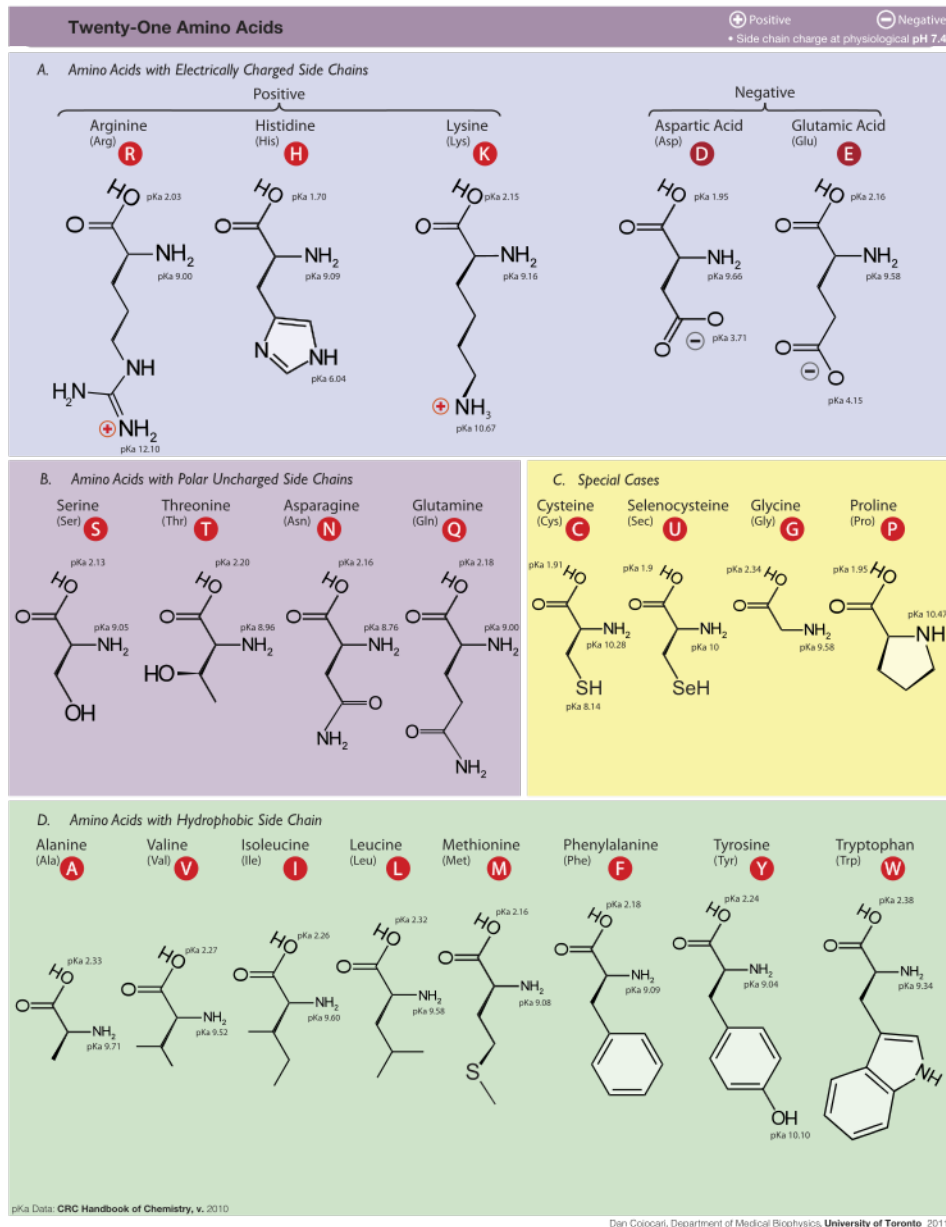 Twenty-One Amino Acids
+ Positive
− Negative
• Side chain charge at physiological pH 7.4
A. Amino Acids with Electrically Charged Side Chains
Positive
Negative
Arginine
(Arg)
R
Histidine
(His)
H
Lysine
(Lys)
K
Aspartic Acid
(Asp)
D
Glutamic Acid
(Glu)
E
HO
pKa 2.03
O
NH2
pKa 9.00
NH
H2N
+
NH2
pKa 12.10
HO
pKa 1.70
O
NH2
pKa 9.09
N
NH
pKa 6.04
HO
pKa 2.15
O
NH2
pKa 9.16
+
NH3
pKa 10.67
HO
pKa 1.95
O
NH2
pKa 9.66
O
O
−
pKa 3.71
HO
pKa 2.16
O
NH2
pKa 9.58
O
−
O
pKa 4.15
B. Amino Acids with Polar Uncharged Side Chains
Serine
(Ser)
S
Threonine
(Thr)
T
Asparagine
(Asn)
N
Glutamine
(Gln)
Q
pKa 2.13
HO
O
pKa 9.05
NH2
OH
pKa 2.20
HO
O
pKa 8.96
NH2
HO
pKa 2.16
HO
O
pKa 8.76
NH2
O
NH2
pKa 2.18
HO
O
pKa 9.00
NH2
O
NH2
C. Special Cases
Cysteine
(Cys)
C
Selenocysteine
(Sec)
U
Glycine
(Gly)
G
Proline
(Pro)
P
pKa 1.91
HO
O
NH2
pKa 10.28
SH
pKa 8.14
pKa 1.9
HO
O
NH2
pKa 10
SeH
pKa 2.34
HO
O
NH2
pKa 9.58
pKa 1.95
HO
O
pKa 10.47
NH
D. Amino Acids with Hydrophobic Side Chain
Alanine
(Ala)
A
Valine
(Val)
V
Isoleucine
(Ile)
I
Leucine
(Leu)
L
Methionine
(Met)
M
Phenylalanine
(Phe)
F
Tyrosine
(Tyr)
Y
Tryptophan
(Trp)
W
pKa 2.33
HO
O
NH2
pKa 9.71
pKa 2.27
HO
O
NH2
pKa 9.52
pKa 2.26
HO
O
NH2
pKa 9.60
pKa 2.32
HO
O
NH2
pKa 9.58
pKa 2.16
HO
O
NH2
pKa 9.08
S
pKa 2.18
HO
O
NH2
pKa 9.09
pKa 2.24
HO
O
NH2
pKa 9.04
OH
pKa 10.10
pKa 2.38
HO
O
NH2
pKa 9.34
NH
pKa Data: CRC Handbook of Chemistry, v. 2010
Dan Cojocari, Department of Medical Biophysics, University of Toronto 2011